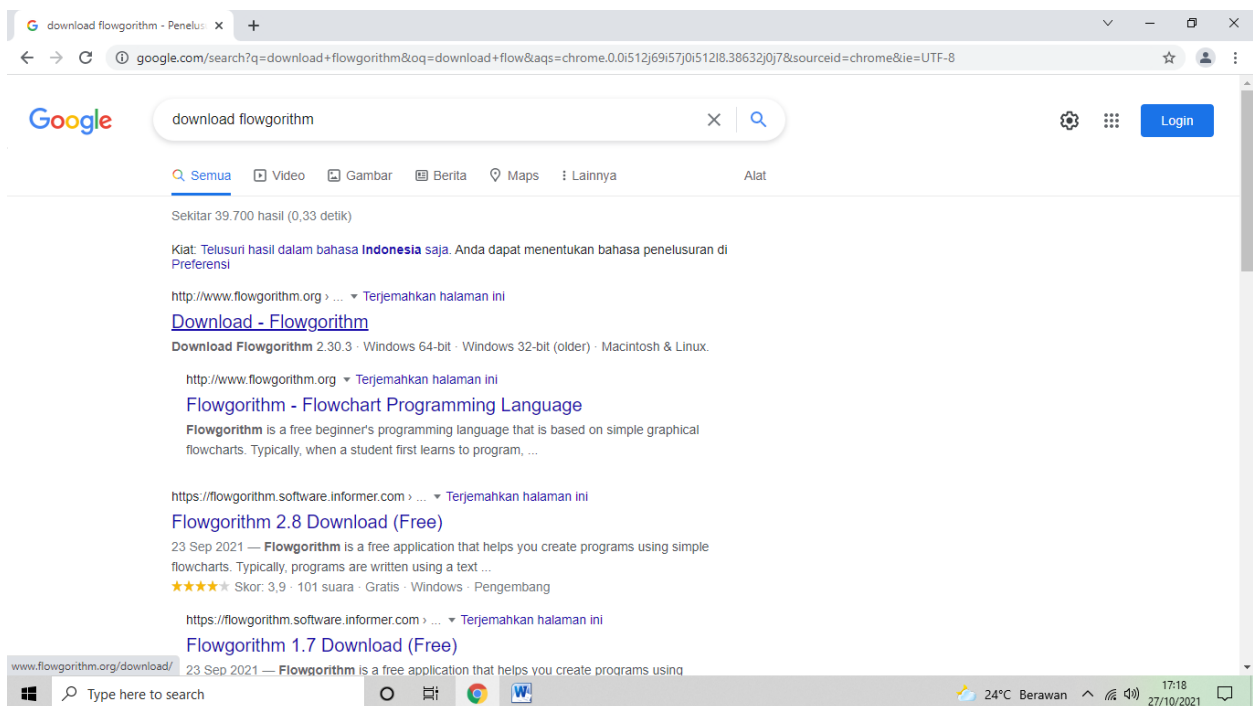 download flowgorithm - Penelus
google.com/search?q=download+flowgorithm&oq=download+flow&aqs=chrome.0.0i512j69i57j0i512l8.38632j0j7&sourceid=chrome&ie=UTF-8
Google
download flowgorithm
Login
Semua Video Gambar Berita Maps Lainnya Alat
Sekitar 39.700 hasil (0,33 detik)
Kiat: Telusuri hasil dalam bahasa Indonesia saja. Anda dapat menentukan bahasa penelusuran di
Preferensi
http://www.flowgorithm.org › ... Terjemahkan halaman ini
Download - Flowgorithm
Download Flowgorithm 2.30.3 · Windows 64-bit · Windows 32-bit (older) · Macintosh & Linux.
http://www.flowgorithm.org Terjemahkan halaman ini
Flowgorithm - Flowchart Programming Language
Flowgorithm is a free beginner's programming language that is based on simple graphical
flowcharts. Typically, when a student first learns to program, ...
https://flowgorithm.software.informer.com › ... Terjemahkan halaman ini
Flowgorithm 2.8 Download (Free)
23 Sep 2021 — Flowgorithm is a free application that helps you create programs using simple
flowcharts. Typically, programs are written using a text ...
Skor: 3,9 · 101 suara · Gratis · Windows · Pengembang
https://flowgorithm.software.informer.com › ... Terjemahkan halaman ini
Flowgorithm 1.7 Download (Free)
23 Sep 2021 — Flowgorithm is a free application that helps you create programs using
www.flowgorithm.org/download/
Type here to search
24°C Berawan
17:18
27/10/2021